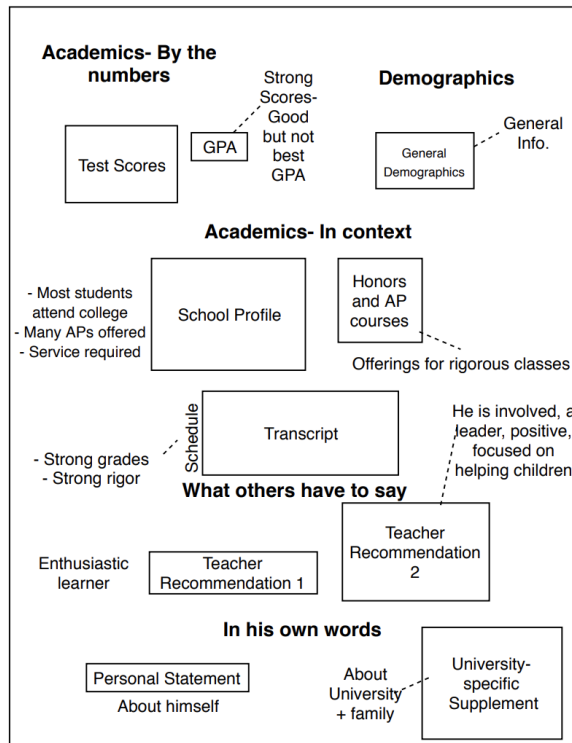 Academics- By the
numbers
Demographics
Test Scores
GPA
Strong
Scores-
Good
but not
best
GPA
General
Demographics
General
Info.
Academics- In context
- Most students
attend college
- Many APs offered
- Service required
School Profile
Honors
and AP
courses
Offerings for rigorous classes
Schedule
Transcript
- Strong grades
- Strong rigor
He is involved, a
leader, positive,
focused on
helping children
What others have to say
Enthusiastic
learner
Teacher
Recommendation 1
Teacher
Recommendation
2
In his own words
Personal Statement
About himself
About
University
+ family
University-
specific
Supplement